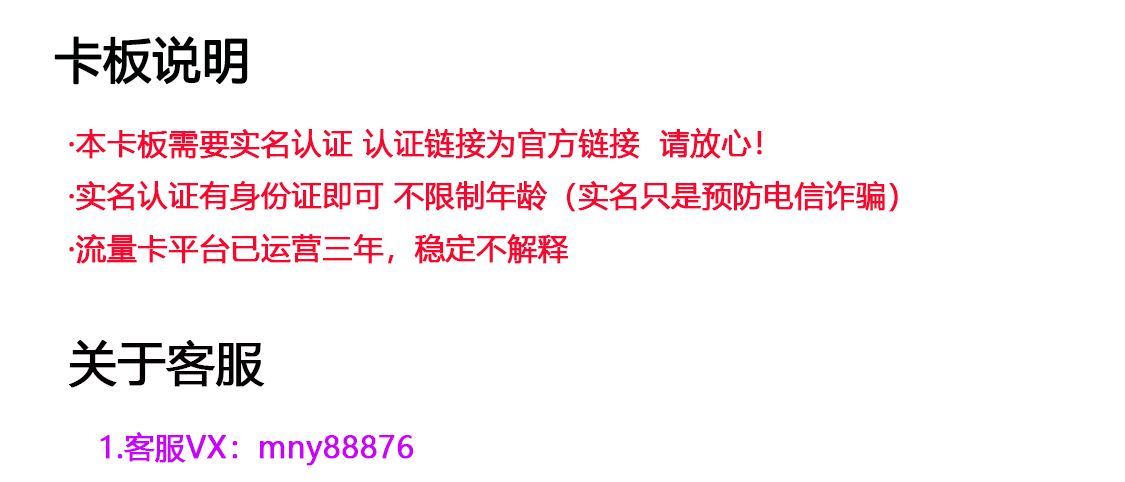 卡板说明
·本卡板需要实名认证 认证链接为官方链接  请放心！
·实名认证有身份证即可 不限制年龄（实名只是预防电信诈骗）
·流量卡平台已运营三年，稳定不解释
关于客服
1.客服VX：mny88876